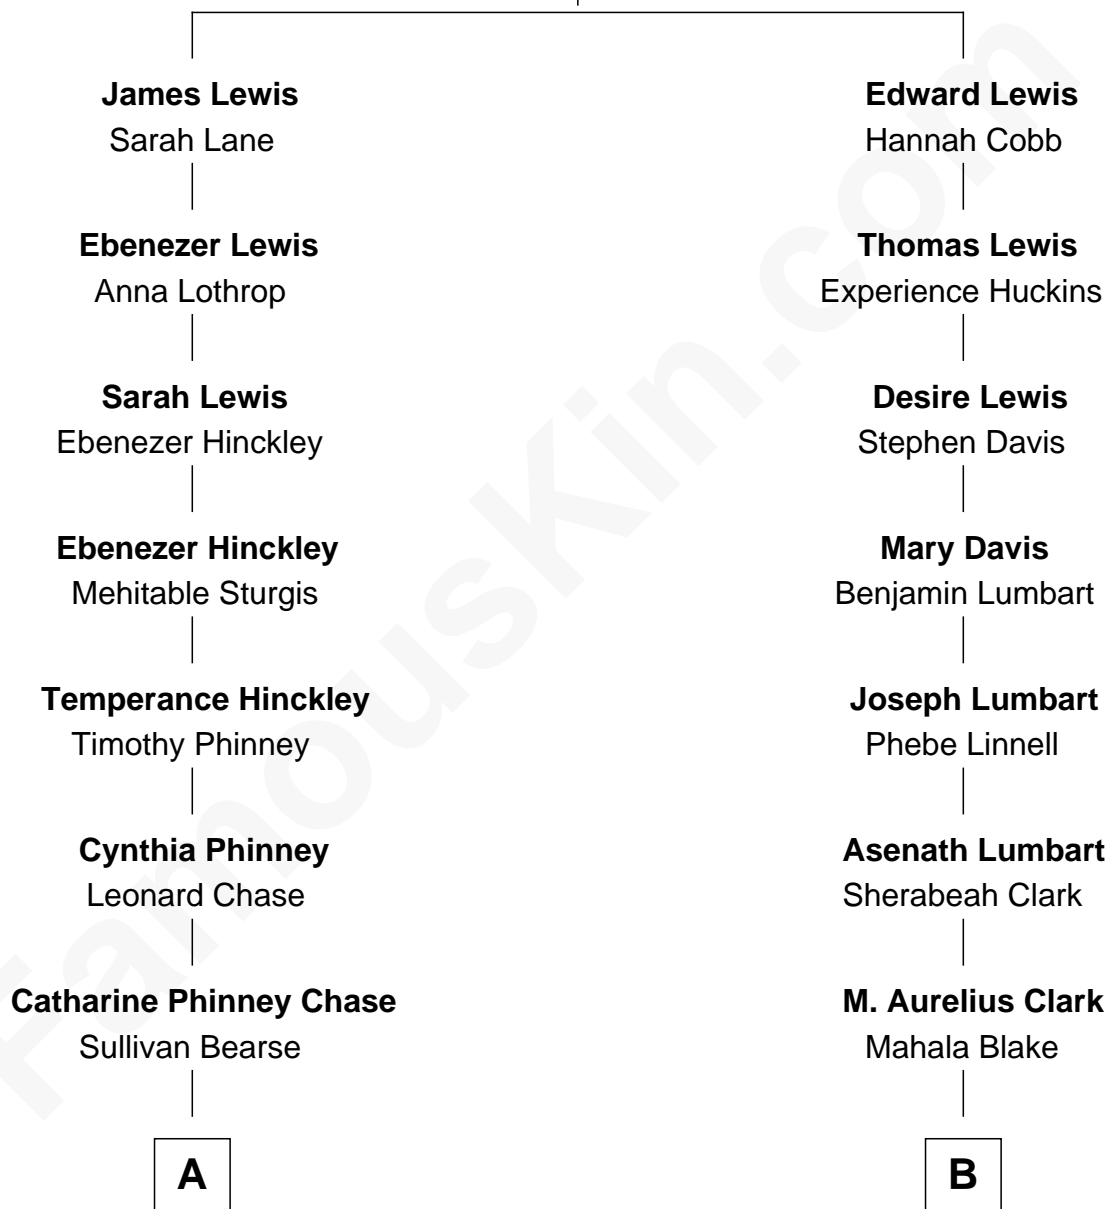 James Lewis
Sarah Lane
Ebenezer Lewis
Anna Lothrop
Sarah Lewis
Ebenezer Hinckley
Ebenezer Hinckley
Mehitable Sturgis
Temperance Hinckley
Timothy Phinney
Cynthia Phinney
Leonard Chase
Catharine Phinney Chase
Sullivan Bearse
A
Edward Lewis
Hannah Cobb
Thomas Lewis
Experience Huckins
Desire Lewis
Stephen Davis
Mary Davis
Benjamin Lumbart
Joseph Lumbart
Phebe Linnell
Asenath Lumbart
Sherabeah Clark
M. Aurelius Clark
Mahala Blake
B
FamousKin.com